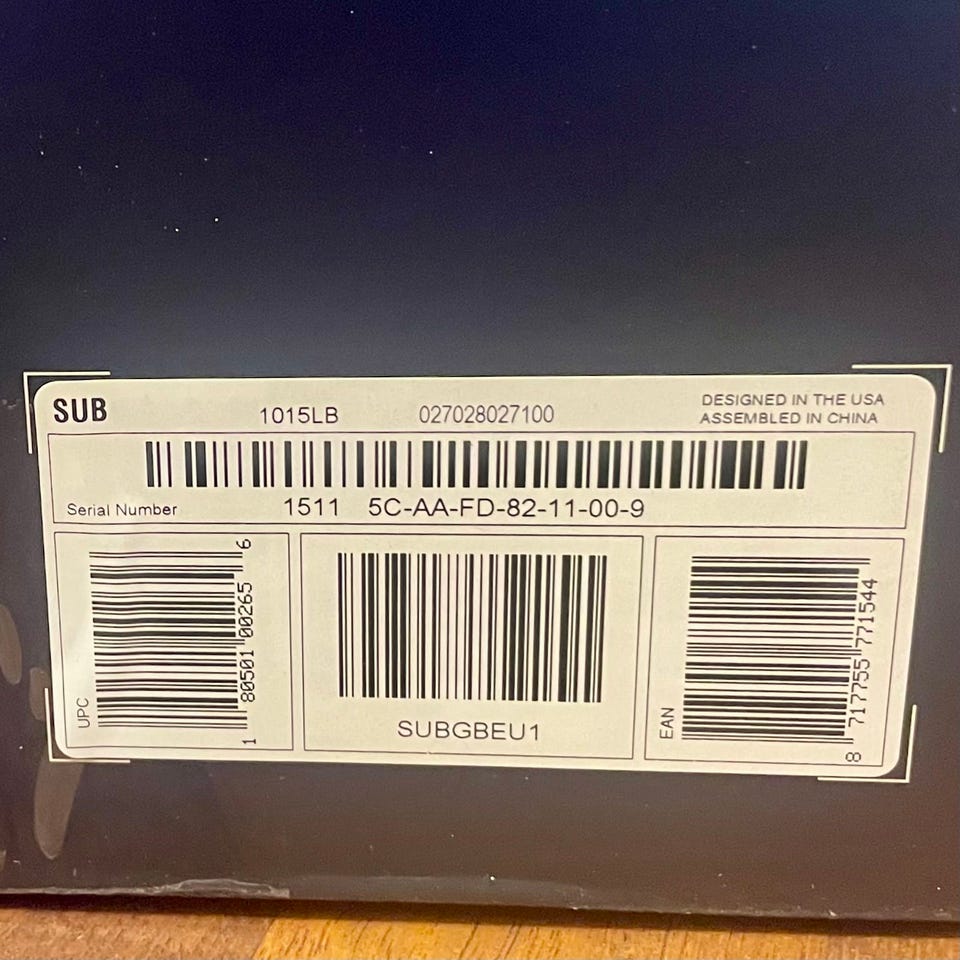 SUB 1015LB 027028027100 DESIGNED IN THE USA
ASSEMBLED IN CHINA
Serial Number 1511 5C-AA-FD-82-11-00-9
UPC
1 80501 00265 6
SUBGBEU1
EAN
8 717755 771544